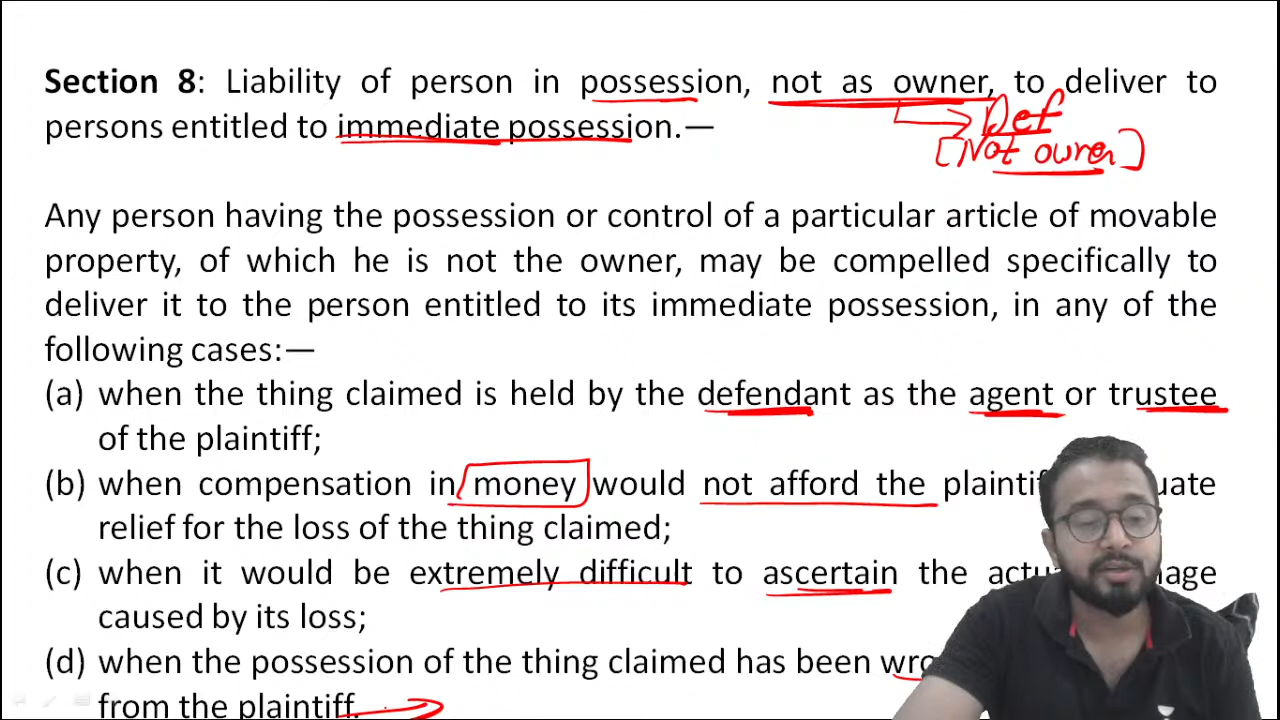 Section 8: Liability of person in possession, not as owner, to deliver to
Def
persons entitled to immediate possession.—
[Not owner]
Any person having the possession or control of a particular article of movable
property, of which he is not the owner, may be compelled specifically to
deliver it to the person entitled to its immediate possession, in any of the
following cases:—
(a) when the thing claimed is held by the defendant as the agent or trustee
of the plaintiff;
(b) when compensation in money would not afford the
relief for the loss of the thing claimed;
(c) when it would be extremely difficult to ascertain the
caused by its loss;
(d) when the possession of the thing claimed has been
from the plaintiff.